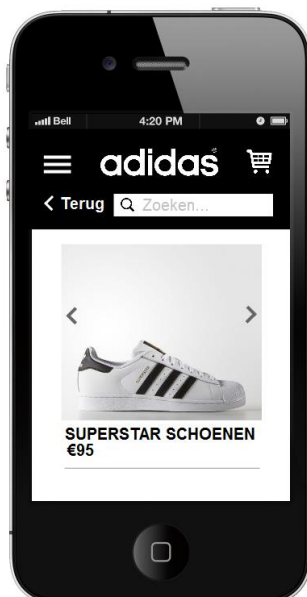 Bell 4:20 PM
adidas
Terug Zoeken...
SUPERSTAR SCHOENEN
€95